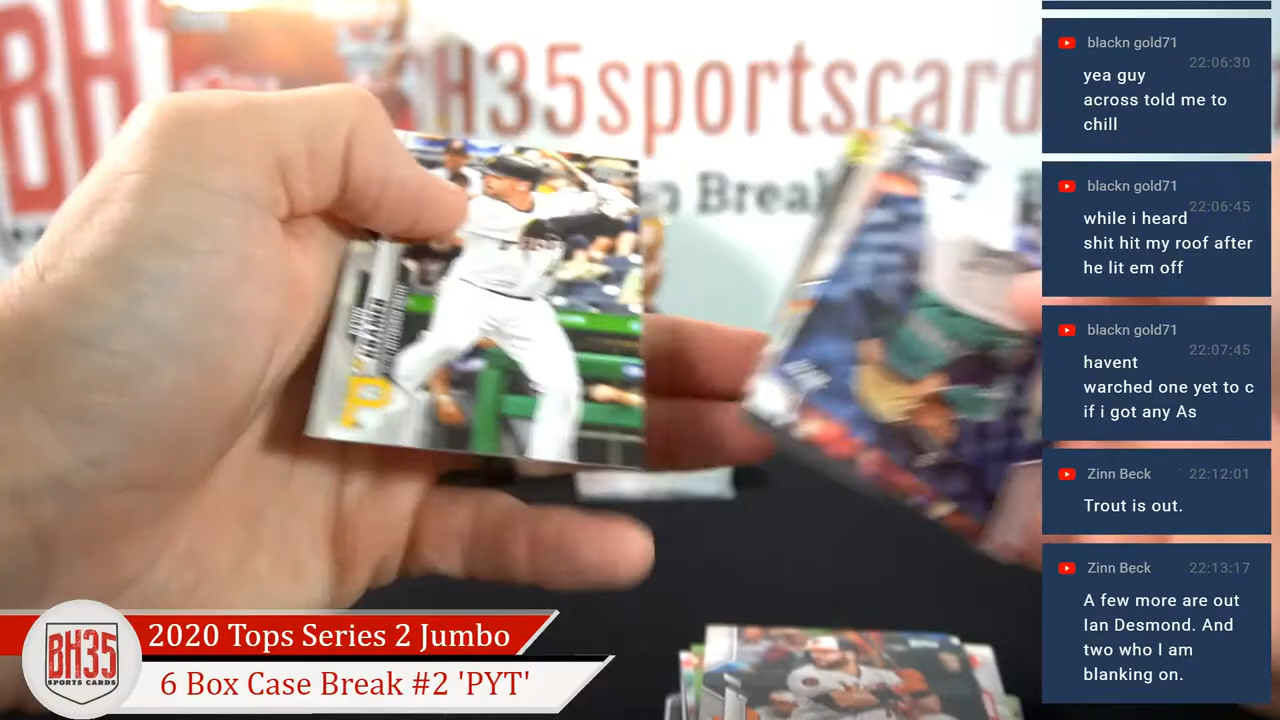 BH
H35sportscard
Break
P
blackn gold71
22:06:30
yea guy
across told me to
chill
blackn gold71
22:06:45
while i heard
shit hit my roof after
he lit em off
blackn gold71
22:07:45
havent
warched one yet to c
if i got any As
Zinn Beck
22:12:01
Trout is out.
Zinn Beck
22:13:17
A few more are out
Ian Desmond. And
two who I am
blanking on.
BH35
SPORTS CARDS
2020 Tops Series 2 Jumbo
6 Box Case Break #2 'PYT'